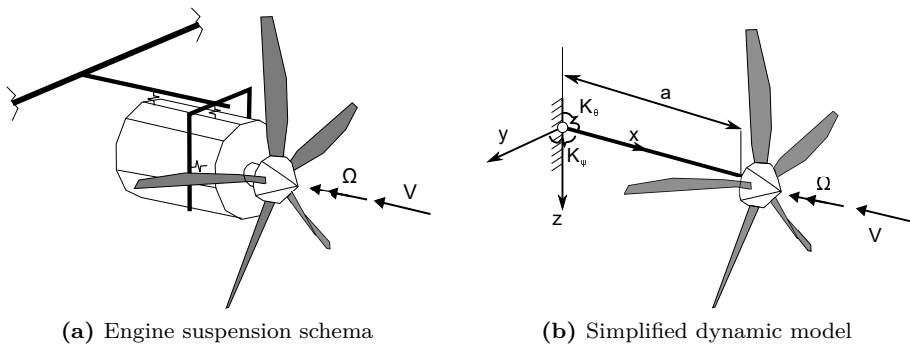 Ω
V
a
K_θ
y
x
K_ψ
Ω
z
V
(a) Engine suspension schema
(b) Simplified dynamic model